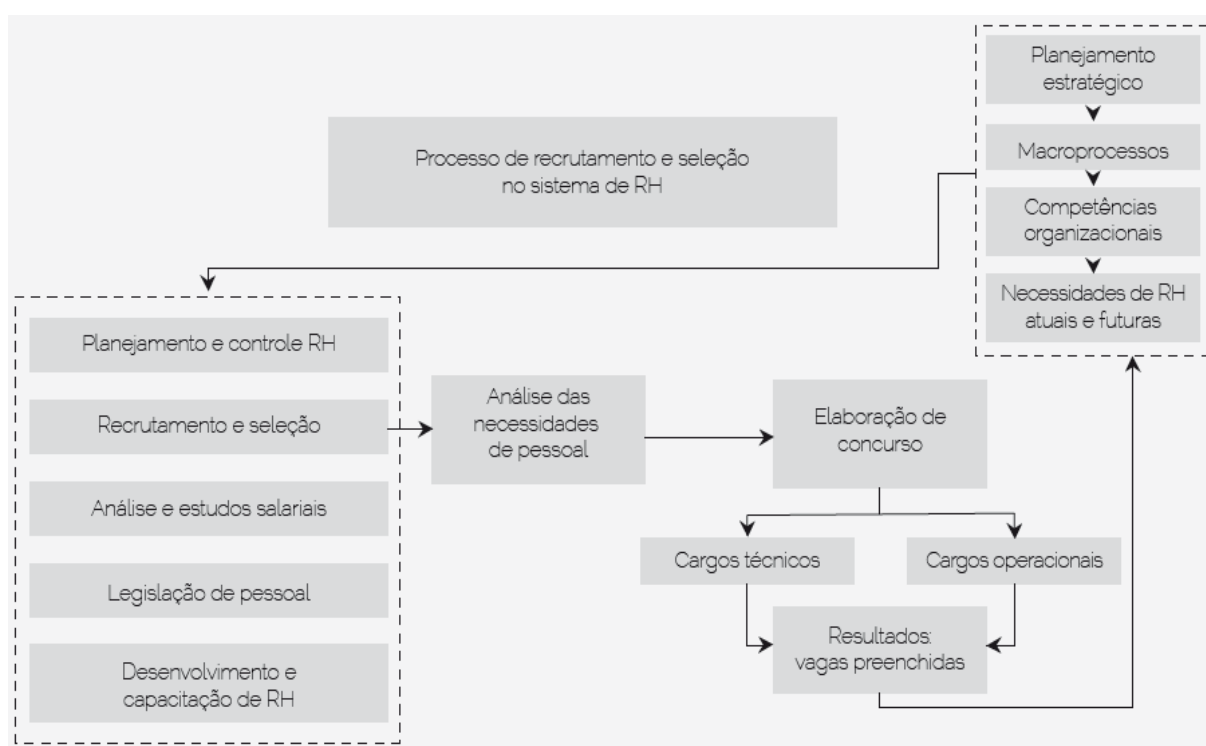 Planejamento
estratégico
Processo de recrutamento e seleção
no sistema de RH
Macroprocessos
Competências
organizacionais
Necessidades de RH
atuais e futuras
Planejamento e controle RH
Recrutamento e seleção
Análise e estudos salariais
Legislação de pessoal
Desenvolvimento e
capacitação de RH
Análise das
necessidades
de pessoal
Elaboração de
concurso
Cargos técnicos
Cargos operacionais
Resultados:
vagas preenchidas